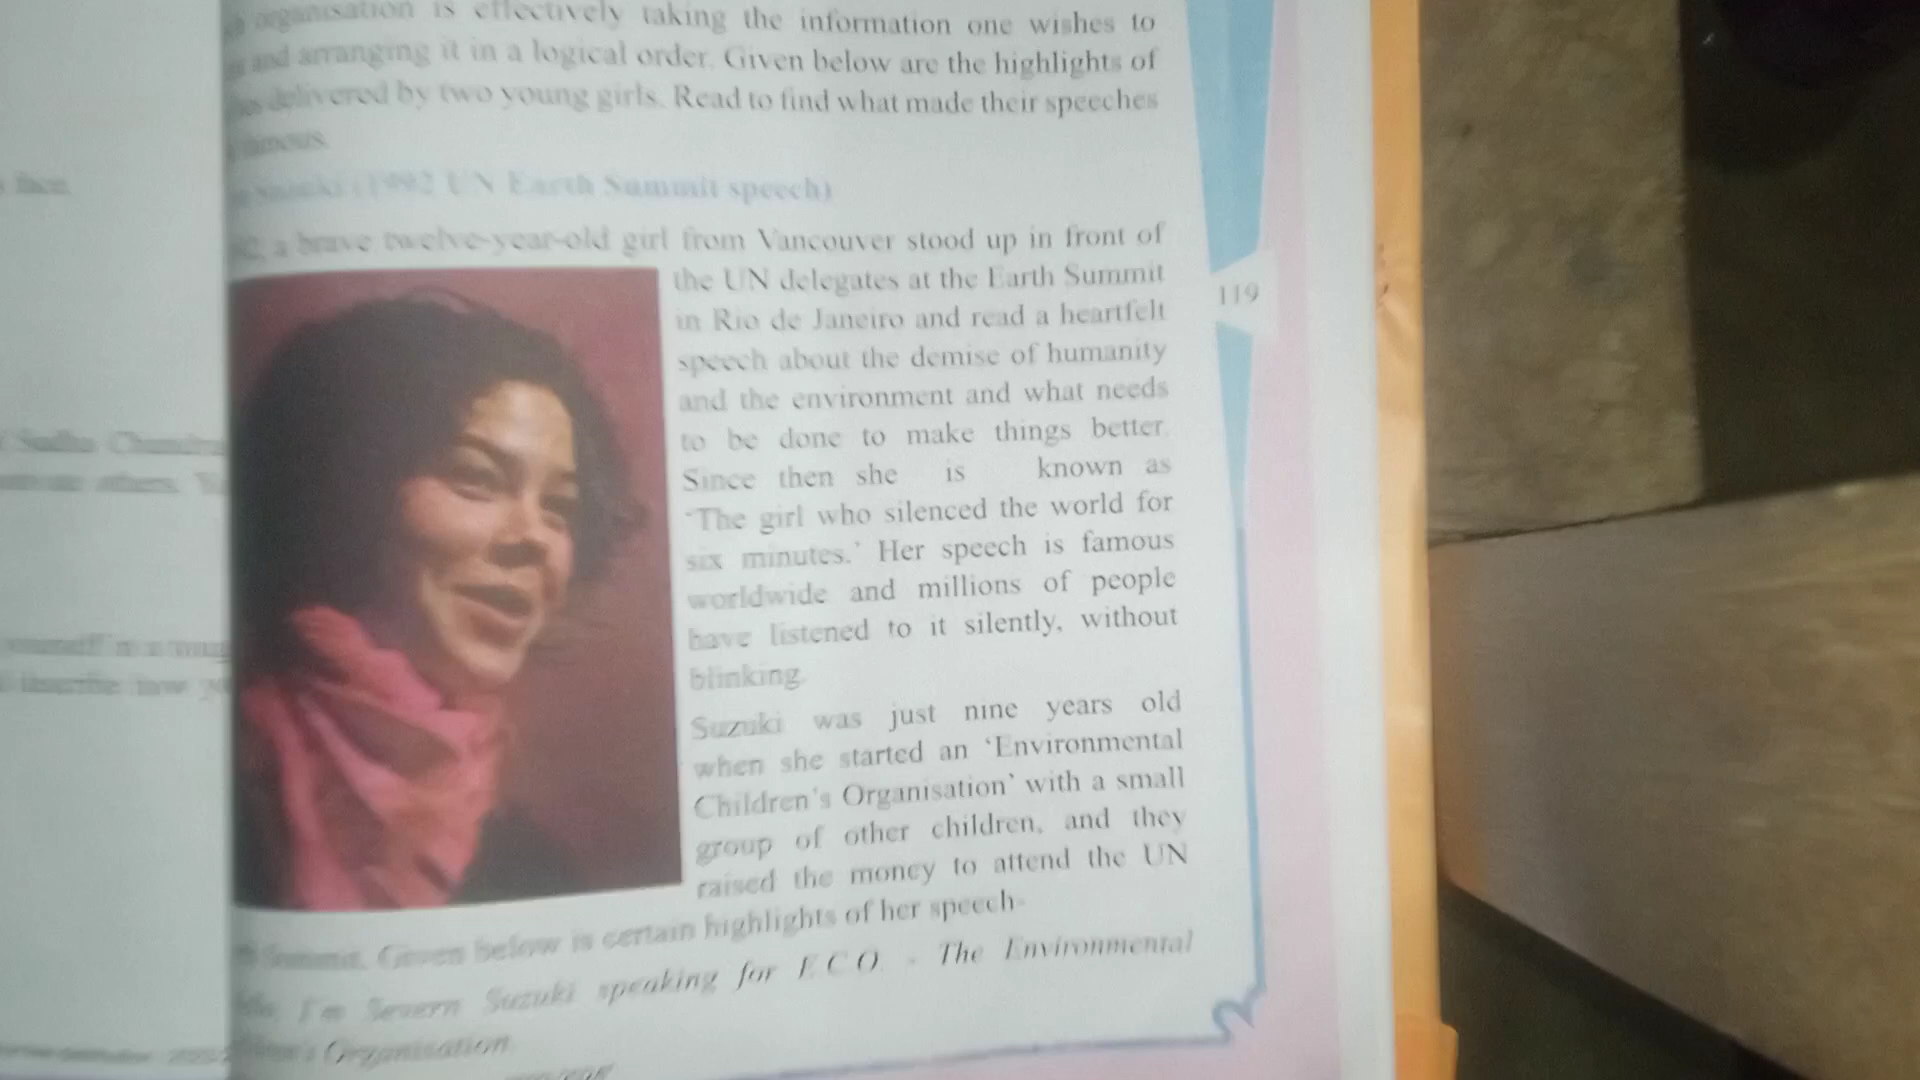 organisation is effectively taking the information one wishes to
and arranging it in a logical order. Given below are the highlights of
delivered by two young girls. Read to find what made their speeches
Suzuki (1992 UN Earth Summit speech)
a brave twelve-year-old girl from Vancouver stood up in front of
the UN delegates at the Earth Summit
in Rio de Janeiro and read a heartfelt
speech about the demise of humanity
and the environment and what needs
to be done to make things better.
Since then she is known as
'The girl who silenced the world for
six minutes.' Her speech is famous
worldwide and millions of people
have listened to it silently, without
blinking.
Suzuki was just nine years old
when she started an 'Environmental
Children's Organisation' with a small
group of other children, and they
raised the money to attend the UN
Summit. Given below is certain highlights of her speech-
I'm Severn Suzuki speaking for E.C.O. - The Environmental
Organisation.
119